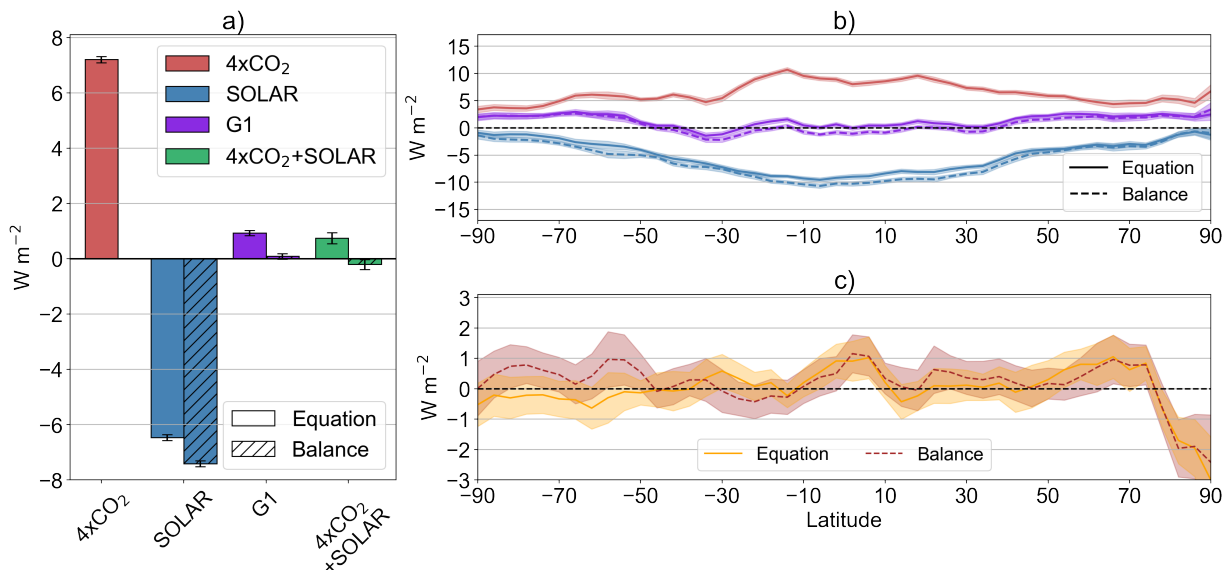 a)
W m−2
8
6
4
2
0
−2
−4
−6
−8
4xCO2
SOLAR
G1
4xCO2+SOLAR
Equation
Balance
4xCO2
SOLAR
G1
4xCO2
+SOLAR
b)
W m−2
15
10
5
0
−5
−10
−15
Equation
Balance
−90 −70 −50 −30 −10 10 30 50 70 90
c)
W m−2
3
2
1
0
−1
−2
−3
Equation Balance
−90 −70 −50 −30 −10 10 30 50 70 90
Latitude